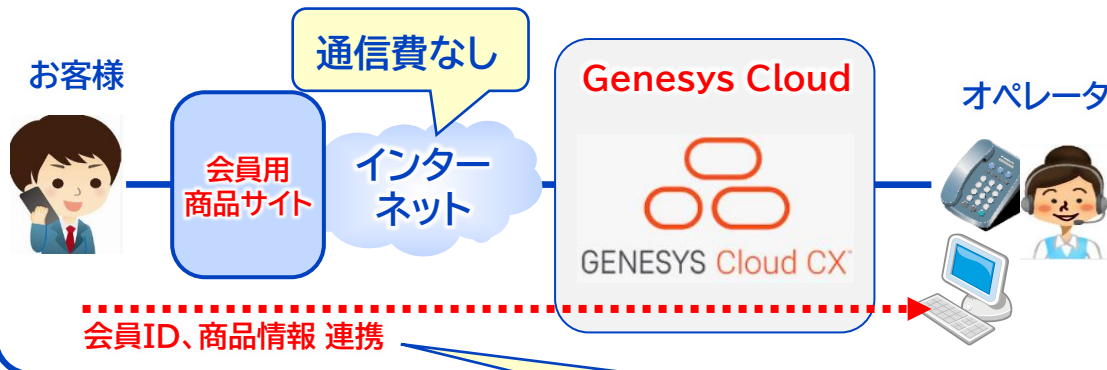 通信費なし
お客様
Genesys Cloud
オペレータ
会員用
商品サイト
インター
ネット
GENESYS Cloud CX™
会員ID、商品情報 連携